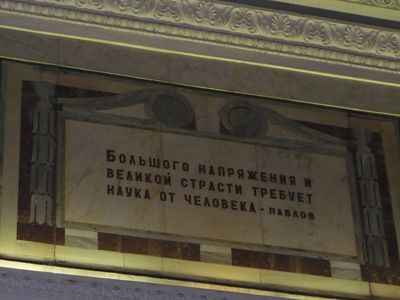 Большого напряжения и
великой страсти требует
наука от человека - павлов